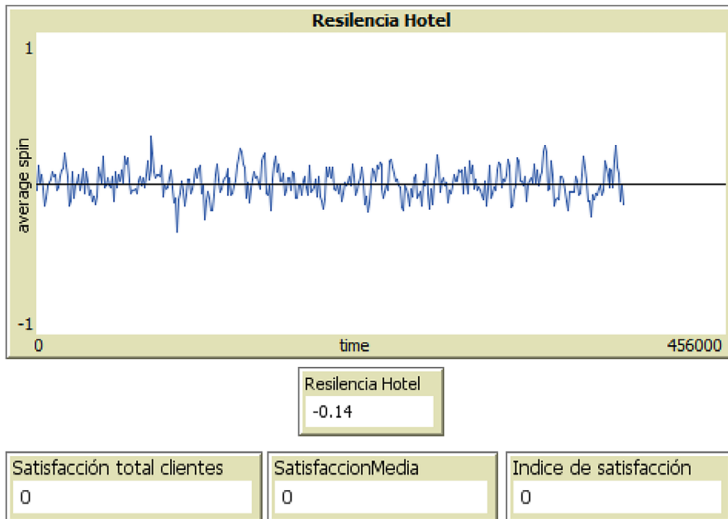 Resilencia Hotel
1
average spin
-1
0 time 456000
Resilencia Hotel
-0.14
Satisfacción total clientes
0
SatisfaccionMedia
0
Indice de satisfacción
0